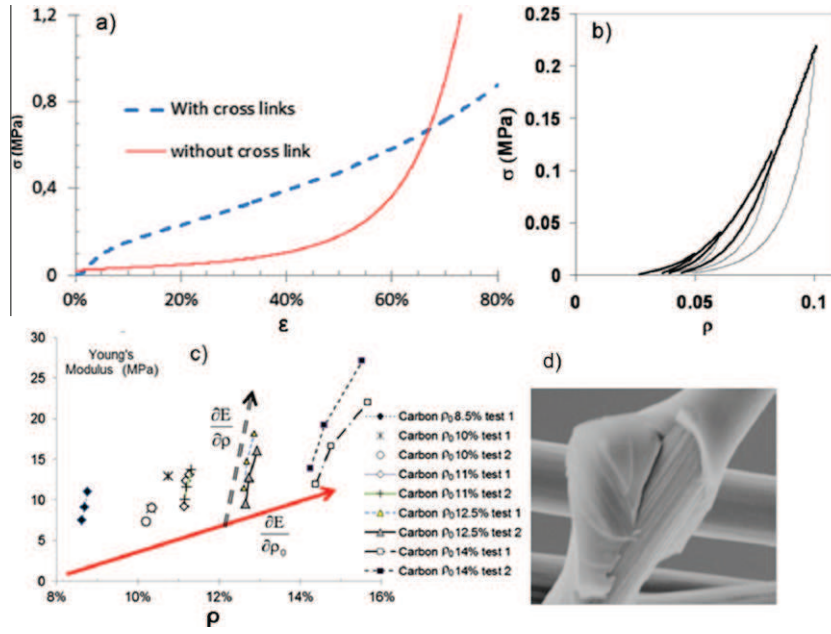 a)
1,2
0,8
0,4
0
σ (MPa)
With cross links
without cross link
0%
20%
40%
60%
80%
ε
b)
0.25
0.2
0.15
0.1
0.05
0
σ (MPa)
0
0.05
0.1
ρ
c)
Young's
Modulus (MPa)
30
25
20
15
10
5
0
∂E
∂ρ
∂E
∂ρ₀
8%
10%
12%
14%
16%
ρ
Carbon ρ₀ 8.5% test 1
Carbon ρ₀ 10% test 1
Carbon ρ₀ 10% test 2
Carbon ρ₀ 11% test 1
Carbon ρ₀ 11% test 2
Carbon ρ₀ 12.5% test 1
Carbon ρ₀ 12.5% test 2
Carbon ρ₀ 14% test 1
Carbon ρ₀ 14% test 2
d)